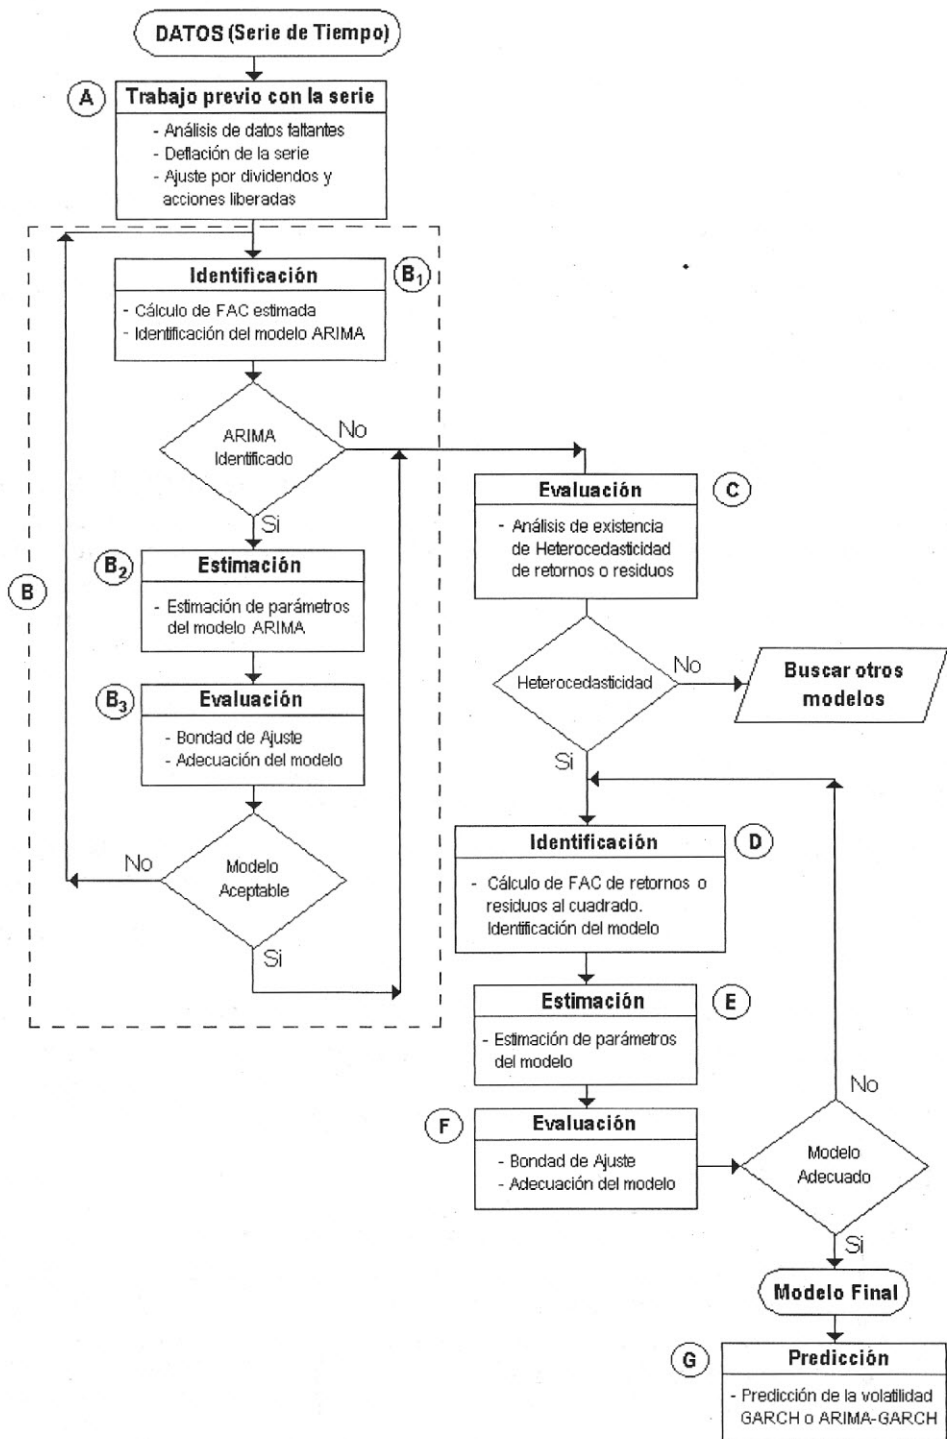 DATOS (Serie de Tiempo)
A
Trabajo previo con la serie
- Análisis de datos faltantes
- Deflación de la serie
- Ajuste por dividendos y
acciones liberadas
B
B1
Identificación
- Cálculo de FAC estimada
- Identificación del modelo ARIMA
ARIMA
Identificado
No
Si
B2
Estimación
- Estimación de parámetros
del modelo ARIMA
B3
Evaluación
- Bondad de Ajuste
- Adecuación del modelo
Modelo
Aceptable
No
Si
C
Evaluación
- Análisis de existencia
de Heterocedasticidad
de retornos o residuos
Heterocedasticidad
No
Buscar otros
modelos
Si
D
Identificación
- Cálculo de FAC de retornos o
residuos al cuadrado.
Identificación del modelo
E
Estimación
- Estimación de parámetros
del modelo
F
Evaluación
- Bondad de Ajuste
- Adecuación del modelo
Modelo
Adecuado
No
Si
Modelo Final
G
Predicción
- Predicción de la volatilidad
GARCH o ARIMA-GARCH